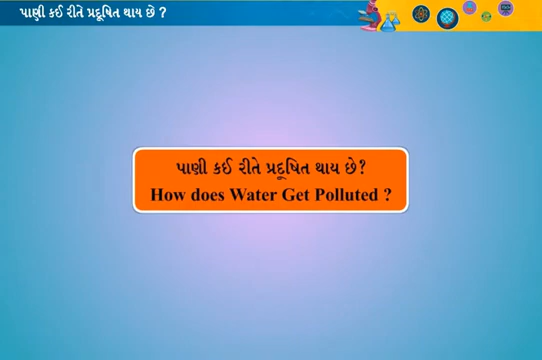 પાણી કઈ રીતે પ્રદૂષિત થાય છે ?
પાણી કઈ રીતે પ્રદૂષિત થાય છે?
How does Water Get Polluted ?